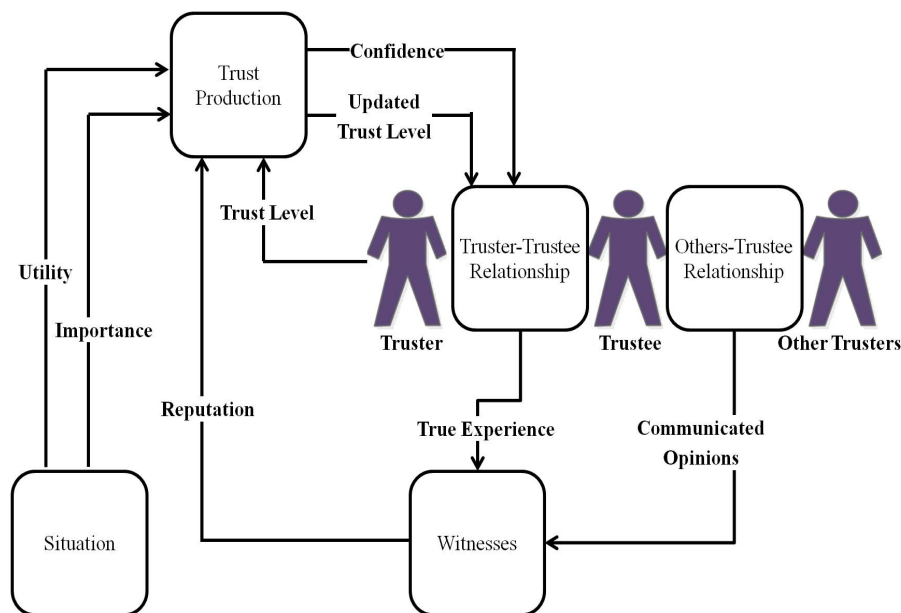 Trust
Production
Confidence
Updated
Trust Level
Trust Level
Truster-Trustee
Relationship
Others-Trustee
Relationship
Utility
Importance
Truster
Trustee
Other Trusters
Reputation
True Experience
Communicated
Opinions
Situation
Witnesses